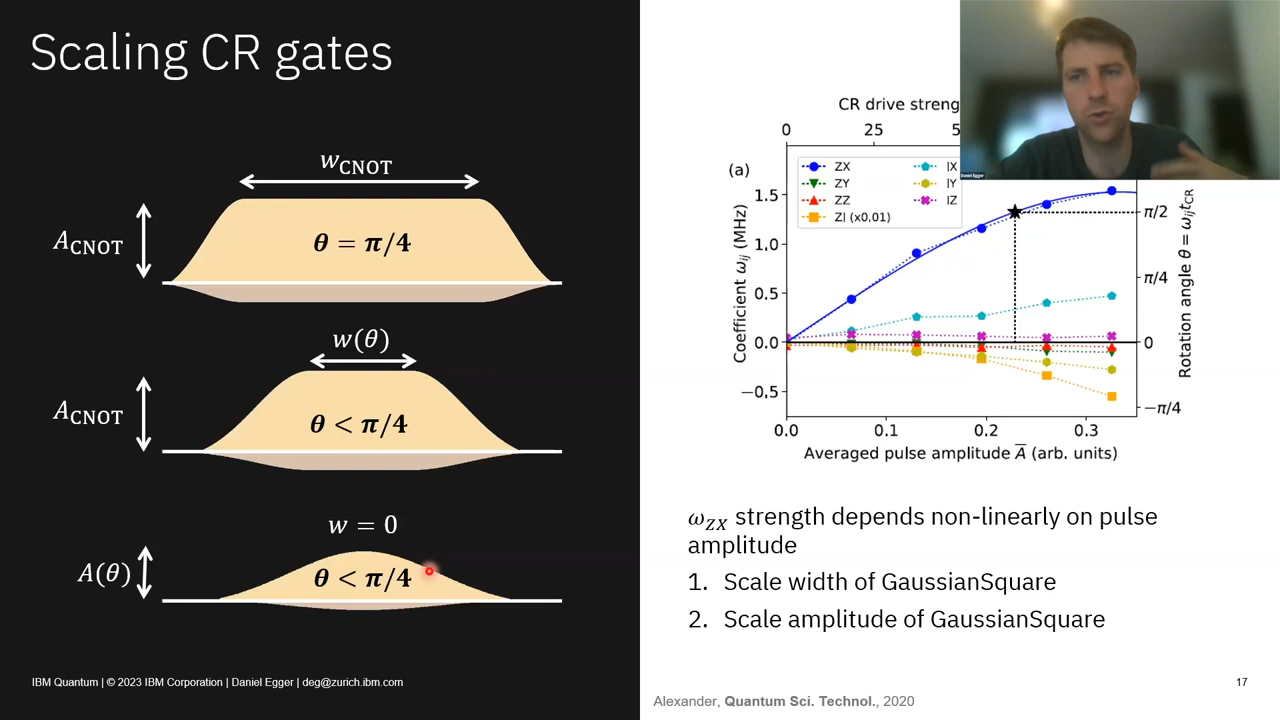 Scaling CR gates
w_CNOT
A_CNOT
θ = π/4
w(θ)
A_CNOT
θ < π/4
w = 0
A(θ)
θ < π/4
IBM Quantum | © 2023 IBM Corporation | Daniel Egger | deg@zurich.ibm.com
Daniel Egger
CR drive streng
0 25 5
(a)
ZX
ZY
ZZ
ZI (x0.01)
IX
IY
IZ
1.5
1.0
0.5
0.0
−0.5
Coefficient ω_ij (MHz)
π/2
π/4
0
−π/4
Rotation angle θ = ω_ij t_CR
0.0 0.1 0.2 0.3
Averaged pulse amplitude A̅ (arb. units)
ω_ZX strength depends non-linearly on pulse
amplitude
1. Scale width of GaussianSquare
2. Scale amplitude of GaussianSquare
17
Alexander, Quantum Sci. Technol., 2020